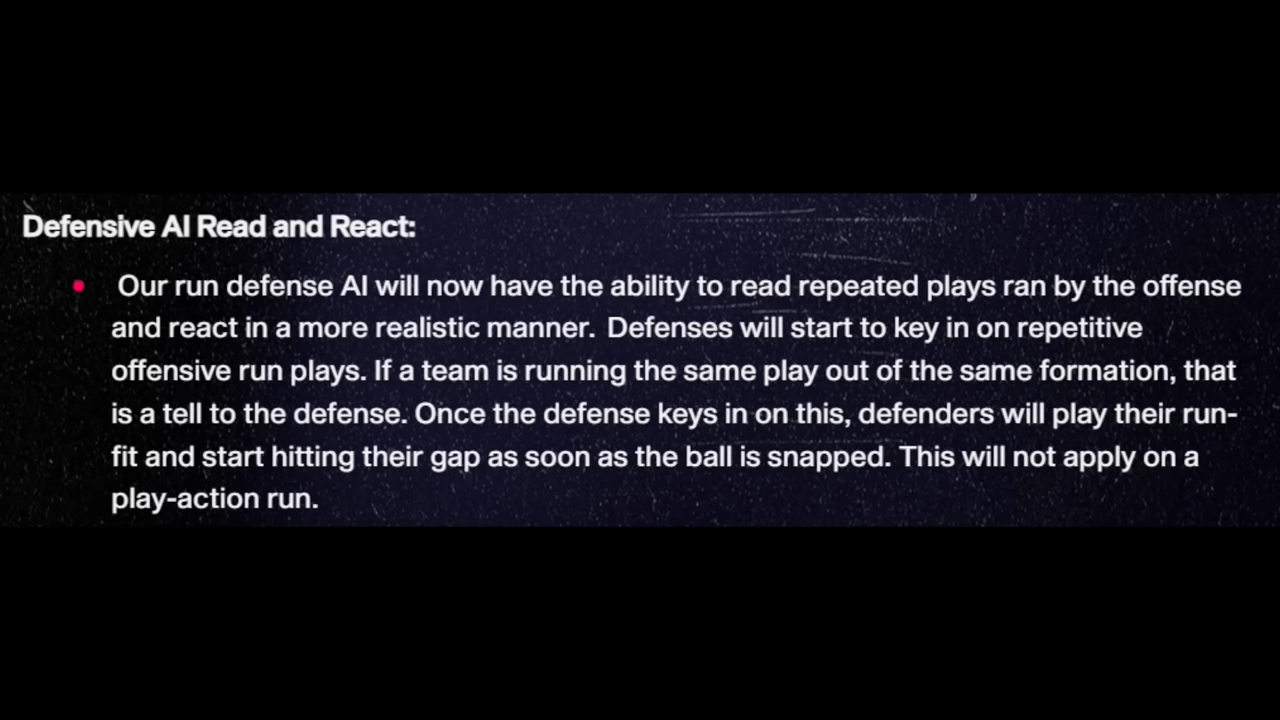 Defensive AI Read and React:
• Our run defense AI will now have the ability to read repeated plays ran by the offense
and react in a more realistic manner. Defenses will start to key in on repetitive
offensive run plays. If a team is running the same play out of the same formation, that
is a tell to the defense. Once the defense keys in on this, defenders will play their run-
fit and start hitting their gap as soon as the ball is snapped. This will not apply on a
play-action run.